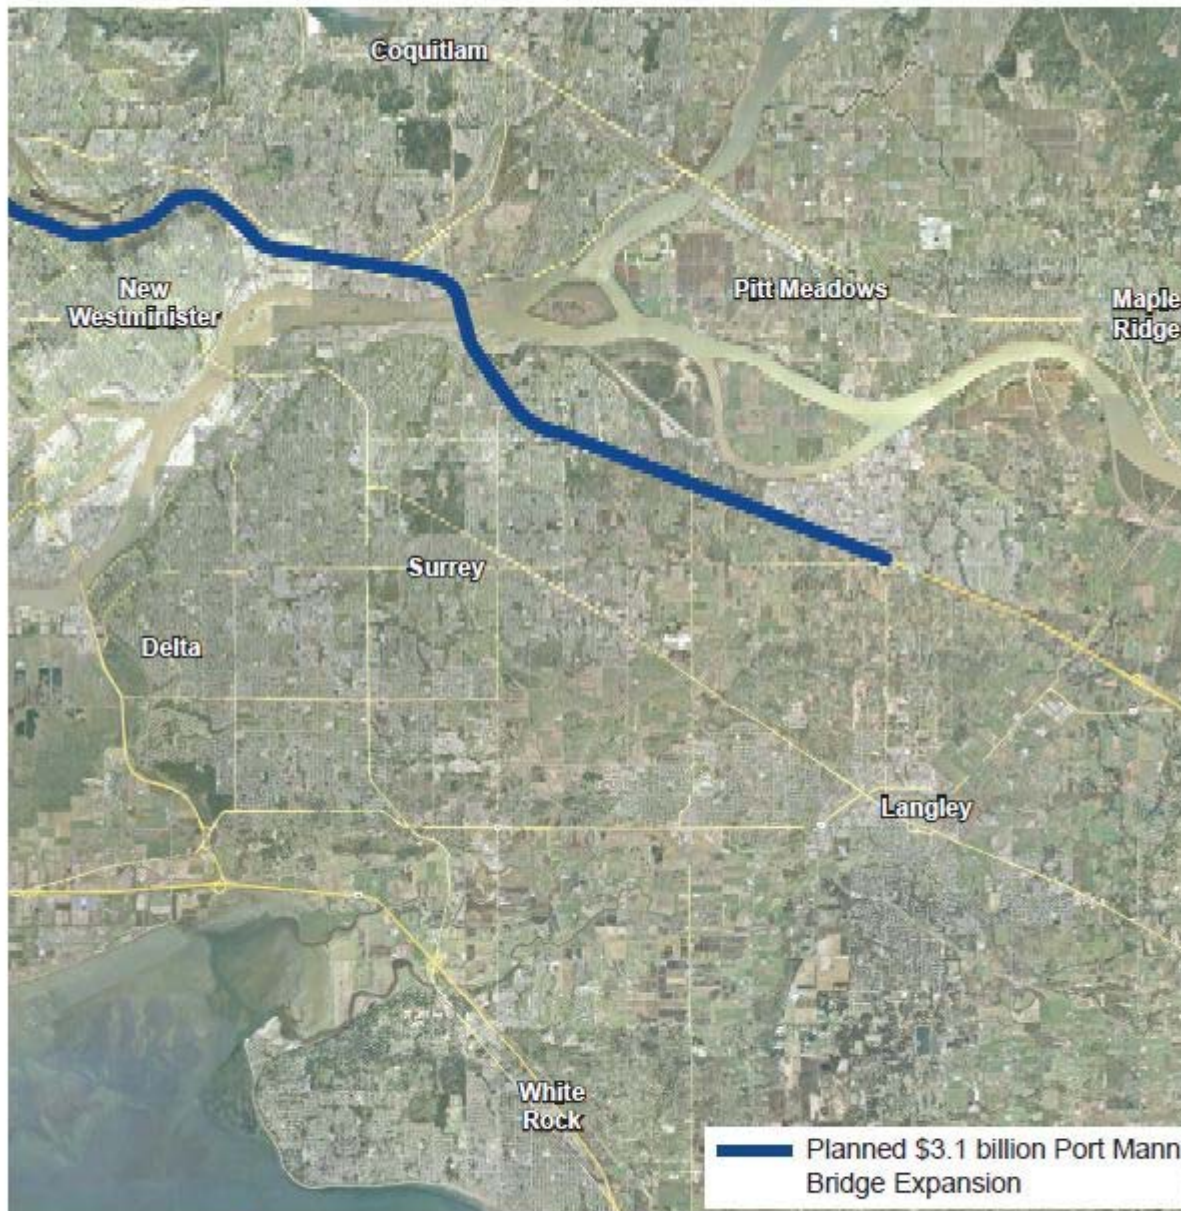 Coquitlam
New
Westminister
Pitt Meadows
Maple
Ridge
Surrey
Delta
Langley
White
Rock
Planned $3.1 billion Port Mann
Bridge Expansion